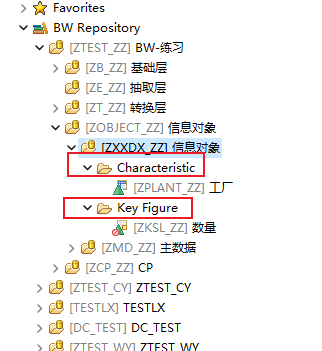 Favorites
BW Repository
[ZTEST_ZZ] BW-练习
[ZB_ZZ] 基础层
[ZE_ZZ] 抽取层
[ZT_ZZ] 转换层
[ZOBJECT_ZZ] 信息对象
[ZXXDX_ZZ] 信息对象
Characteristic
[ZPLANT_ZZ] 工厂
Key Figure
[ZKSL_ZZ] 数量
[ZMD_ZZ] 主数据
[ZCP_ZZ] CP
[ZTEST_CY] ZTEST_CY
[TESTLX] TESTLX
[DC_TEST] DC_TEST
[ZTEST_WY] ZTEST_WY